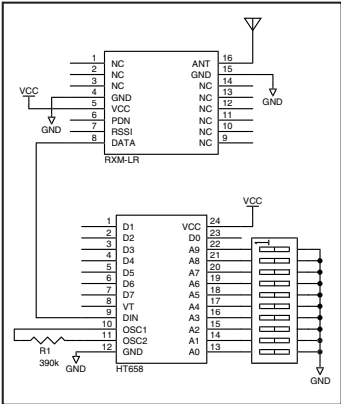 1 NC ANT 16
2 NC GND 15
3 NC NC 14
4 GND NC 13
VCC 5 VCC NC 12
6 PDN NC 11
7 RSSI NC 10
8 DATA NC 9
GND
GND
RXM-LR
VCC
1 D1 VCC 24
2 D2 D0 23
3 D3 A9 22
4 D4 A8 21
5 D5 A7 20
6 D6 A6 19
7 D7 A5 18
8 VT A4 17
9 DIN A3 16
10 OSC1 A2 15
11 OSC2 A1 14
12 GND A0 13
R1
390k
GND
HT658
GND